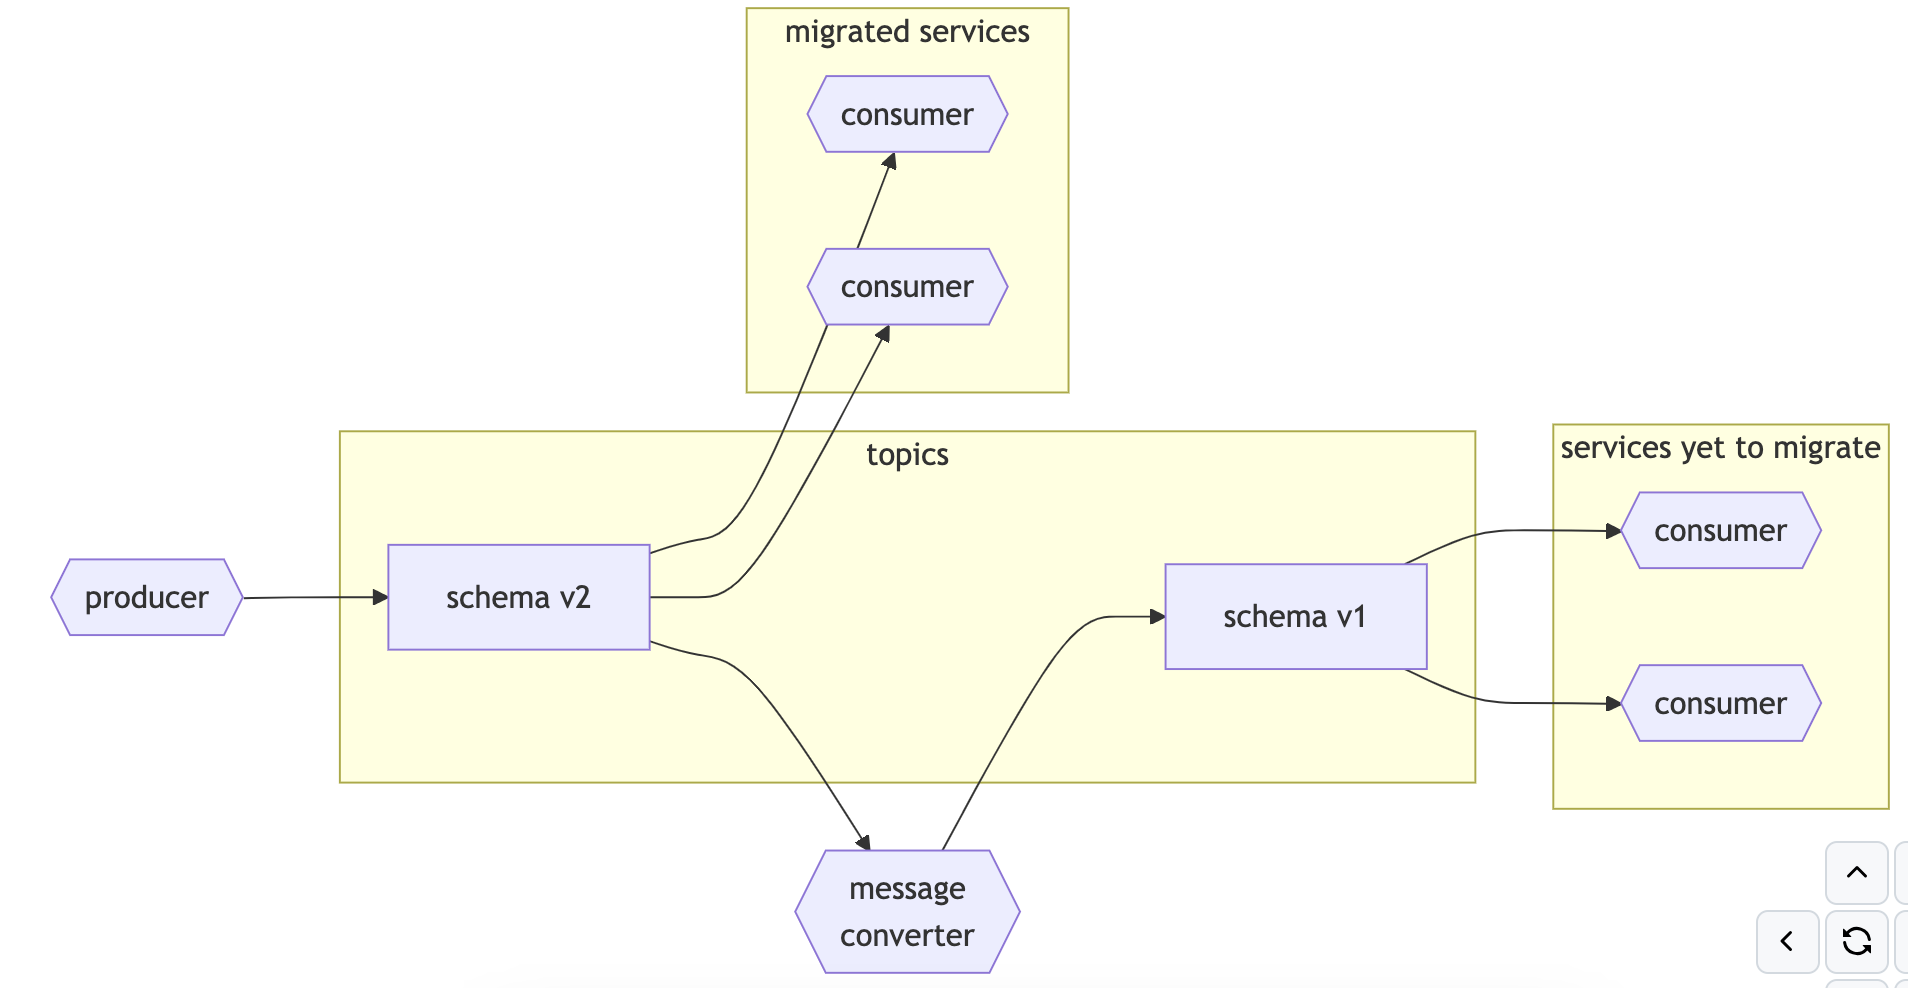 migrated services
consumer
consumer
topics
services yet to migrate
consumer
producer
schema v2
schema v1
consumer
message
converter